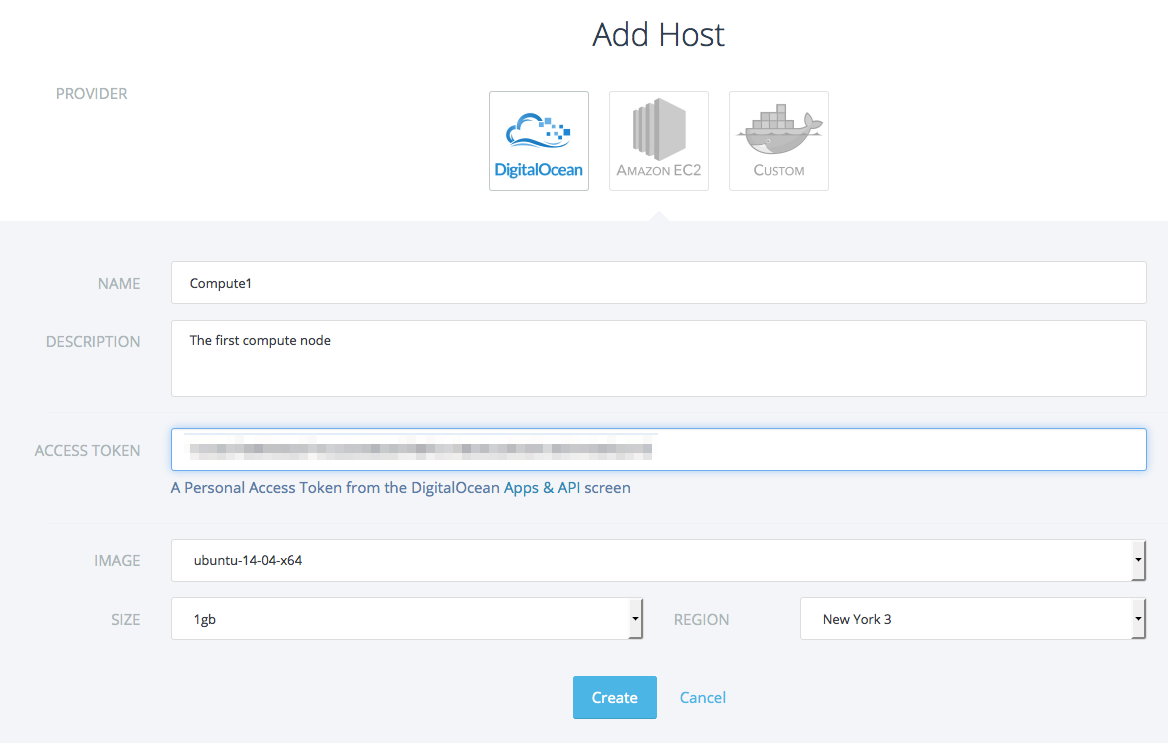 Add Host
PROVIDER
DigitalOcean
AMAZON EC2
CUSTOM
NAME
Compute1
DESCRIPTION
The first compute node
ACCESS TOKEN
A Personal Access Token from the DigitalOcean Apps & API screen
IMAGE
ubuntu-14-04-x64
SIZE
1gb
REGION
New York 3
Create
Cancel